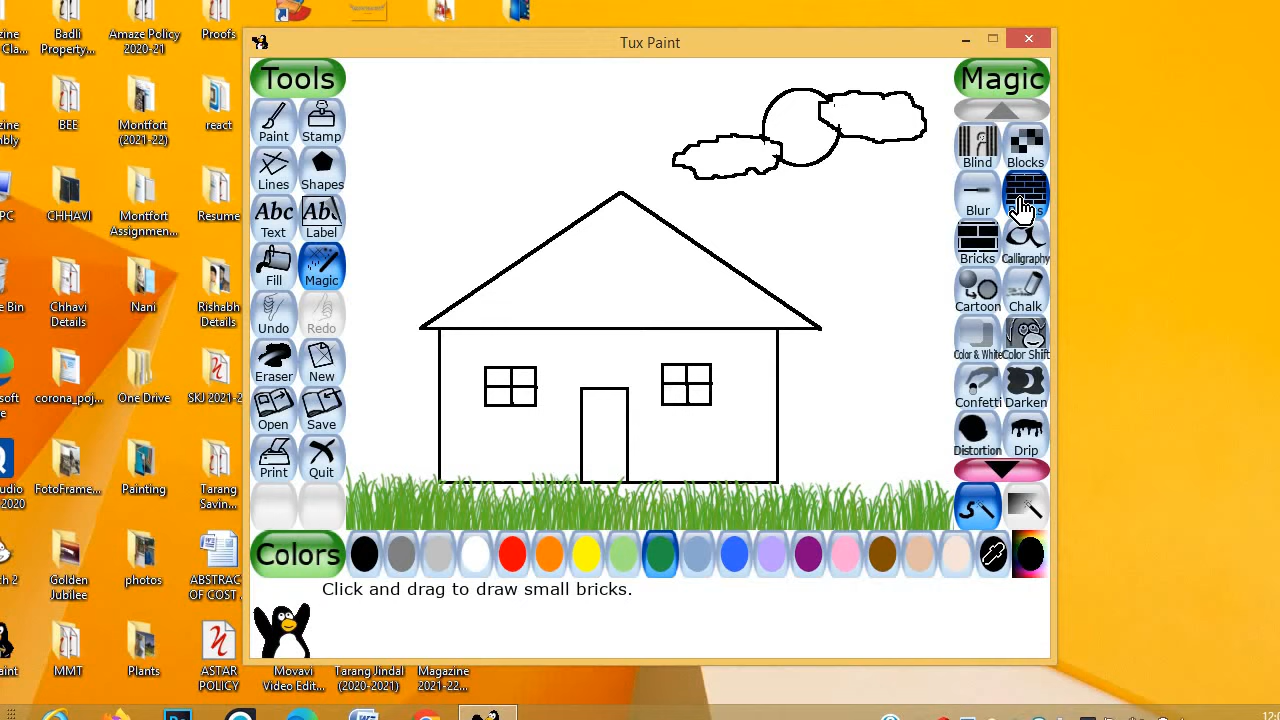 Badli
Property...
Amaze Policy
2020-21
Proofs
BEE
Montfort
(2021-22)
react
CHHAVI
Montfort
Assignmen...
Resume
Chhavi
Details
Nani
Rishabh
Details
corona_poj...
One Drive
SKJ 2021-2
FotoFrame...
Painting
Tarang
Savin...
Golden
Jubilee
photos
ABSTRAC
OF COST
MMT
Plants
ASTAR
POLICY
Movavi
Video Edit...
Tarang Jindal
(2020-2021)
Magazine
2021-22...
Tux Paint
Tools
Paint
Stamp
Lines
Shapes
Abc
Text
Label
Fill
Magic
Undo
Redo
Eraser
New
Open
Save
Print
Quit
Magic
Blind
Blocks
Blur
Bricks
Calligraphy
Cartoon
Chalk
Color & White
Color Shift
Confetti
Darken
Distortion
Drip
Colors
Click and drag to draw small bricks.